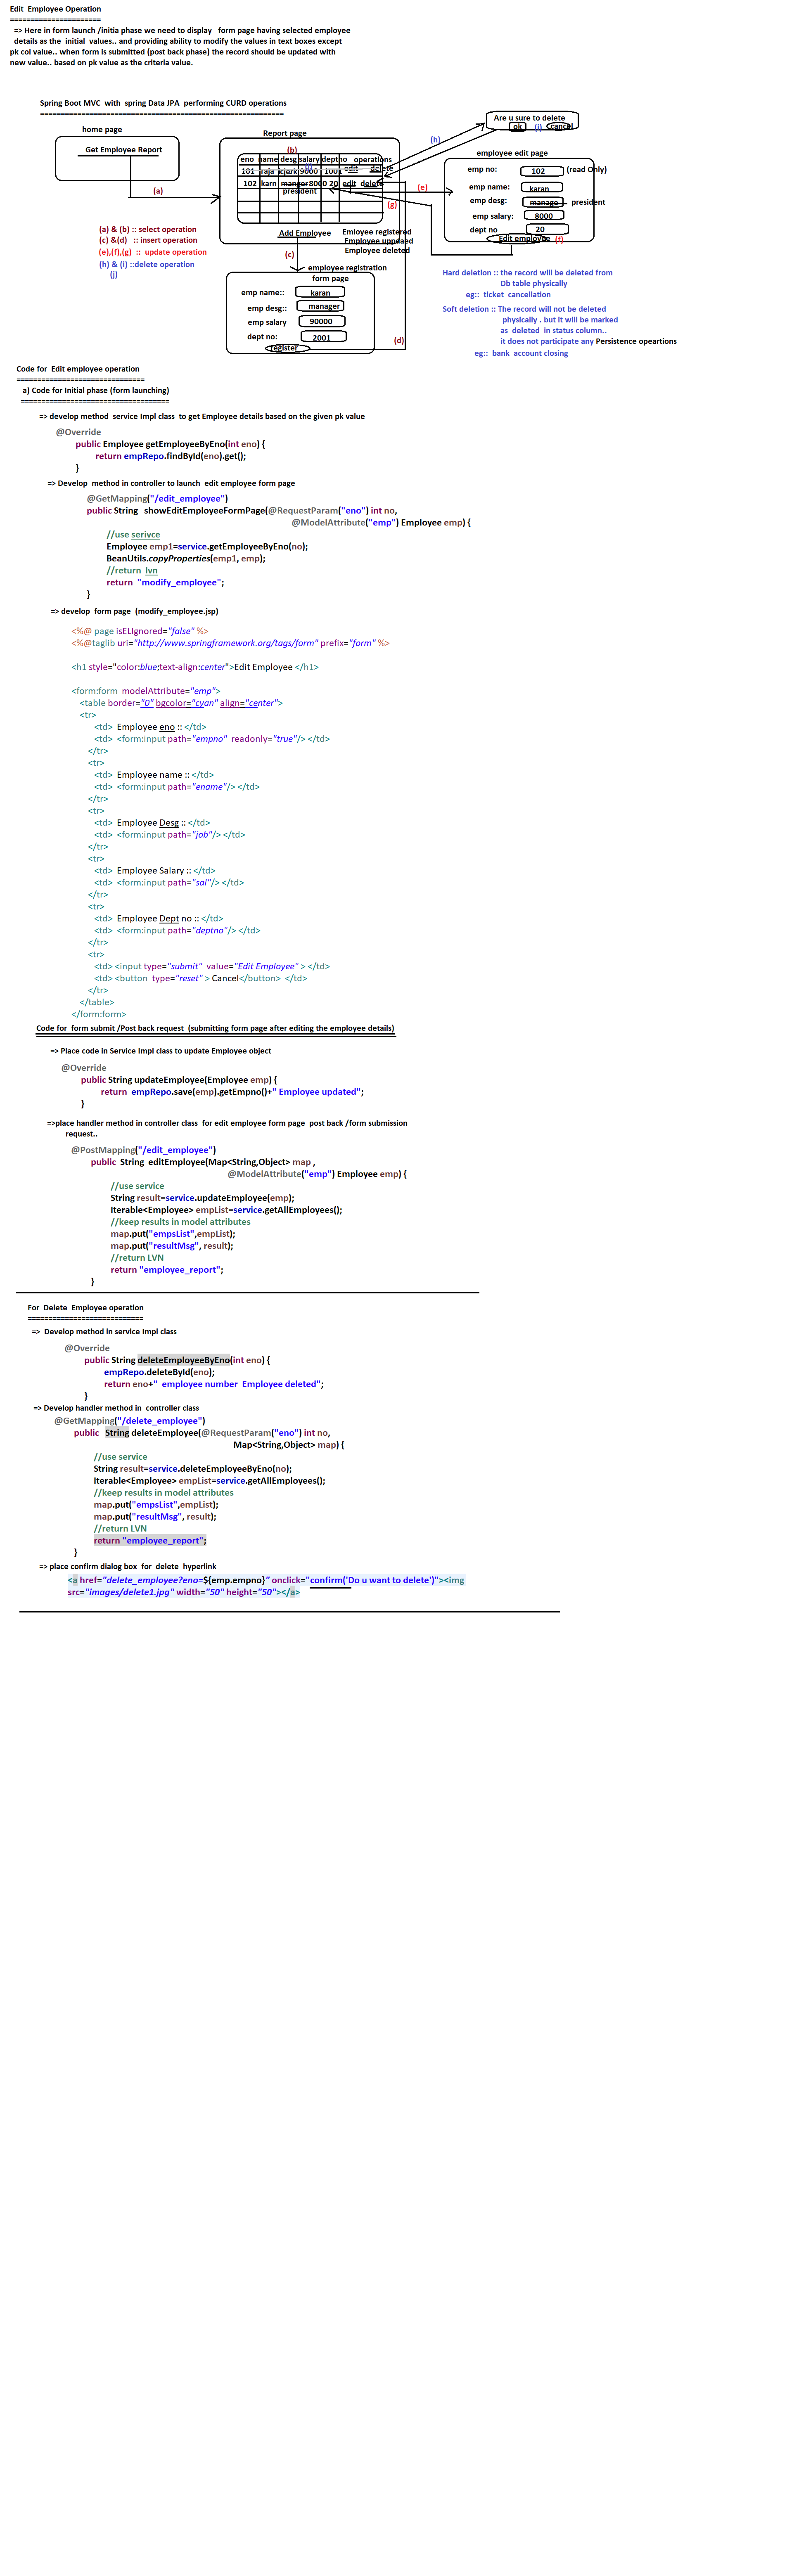 Edit Employee Operation
======================
=> Here in form launch /initia phase we need to display form page having selected employee
details as the initial values.. and providing ability to modify the values in text boxes except
pk col value.. when form is submitted (post back phase) the record should be updated with
new value.. based on pk value as the criteria value.
Spring Boot MVC with spring Data JPA performing CURD operations
===========================================================
home page
Get Employee Report
(a)
Report page
(b)
eno name desg salary deptno operations
101 raja clerk 9000 1001 edit delete
(j)
102 karn manger 8000 20 edit delete
president
Add Employee
Emloyee registered
Employee uppdaed
Employee deleted
(h)
Are u sure to delete
ok (i) cancel
employee edit page
emp no: 102 (read Only)
emp name: karan
emp desg: manage president
emp salary: 8000
dept no 20
Edit employee (f)
(e)
(g)
(a) & (b) :: select operation
(c) &(d) :: insert operation
(e),(f),(g) :: update operation
(h) & (i) ::delete operation
(j)
(c)
employee registration
form page
emp name:: karan
emp desg:: manager
emp salary 90000
dept no: 2001
register
(d)
Hard deletion :: the record will be deleted from
Db table physically
eg:: ticket cancellation
Soft deletion :: The record will not be deleted
physically . but it will be marked
as deleted in status column..
it does not participate any Persistence opeartions
eg:: bank account closing
Code for Edit employee operation
===============================
a) Code for Initial phase (form launching)
====================================
=> develop method service Impl class to get Employee details based on the given pk value
@Override
public Employee getEmployeeByEno(int eno) {
return empRepo.findById(eno).get();
}
=> Develop method in controller to launch edit employee form page
@GetMapping("/edit_employee")
public String showEditEmployeeFormPage(@RequestParam("eno") int no,
@ModelAttribute("emp") Employee emp) {
//use serivce
Employee emp1=service.getEmployeeByEno(no);
BeanUtils.copyProperties(emp1, emp);
//return lvn
return "modify_employee";
}
=> develop form page (modify_employee.jsp)
<%@ page isELIgnored="false" %>
<%@taglib uri="http://www.springframework.org/tags/form" prefix="form" %>
<h1 style="color:blue;text-align:center">Edit Employee </h1>
<form:form modelAttribute="emp">
<table border="0" bgcolor="cyan" align="center">
<tr>
<td> Employee eno :: </td>
<td> <form:input path="empno" readonly="true"/> </td>
</tr>
<tr>
<td> Employee name :: </td>
<td> <form:input path="ename"/> </td>
</tr>
<tr>
<td> Employee Desg :: </td>
<td> <form:input path="job"/> </td>
</tr>
<tr>
<td> Employee Salary :: </td>
<td> <form:input path="sal"/> </td>
</tr>
<tr>
<td> Employee Dept no :: </td>
<td> <form:input path="deptno"/> </td>
</tr>
<tr>
<td> <input type="submit" value="Edit Employee" > </td>
<td> <button type="reset" > Cancel</button> </td>
</tr>
</table>
</form:form>
Code for form submit /Post back request (submitting form page after editing the employee details)
=> Place code in Service Impl class to update Employee object
@Override
public String updateEmployee(Employee emp) {
return empRepo.save(emp).getEmpno()+" Employee updated";
}
=>place handler method in controller class for edit employee form page post back /form submission
request..
@PostMapping("/edit_employee")
public String editEmployee(Map<String,Object> map ,
@ModelAttribute("emp") Employee emp) {
//use service
String result=service.updateEmployee(emp);
Iterable<Employee> empList=service.getAllEmployees();
//keep results in model attributes
map.put("empsList",empList);
map.put("resultMsg", result);
//return LVN
return "employee_report";
}
For Delete Employee operation
============================
=> Develop method in service Impl class
@Override
public String deleteEmployeeByEno(int eno) {
empRepo.deleteById(eno);
return eno+" employee number Employee deleted";
}
=> Develop handler method in controller class
@GetMapping("/delete_employee")
public String deleteEmployee(@RequestParam("eno") int no,
Map<String,Object> map) {
//use service
String result=service.deleteEmployeeByEno(no);
Iterable<Employee> empList=service.getAllEmployees();
//keep results in model attributes
map.put("empsList",empList);
map.put("resultMsg", result);
//return LVN
return "employee_report";
}
=> place confirm dialog box for delete hyperlink
<a href="delete_employee?eno=${emp.empno}" onclick="confirm('Do u want to delete')"><img
src="images/delete1.jpg" width="50" height="50"></a>